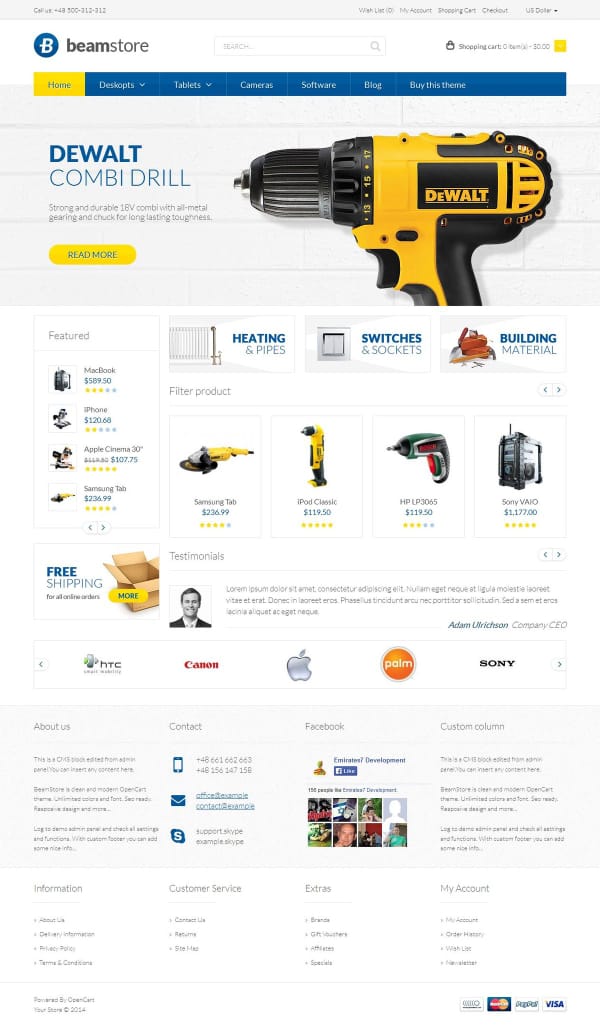 Call us: +48 500-312-312
Wish List (0) My Account Shopping Cart Checkout US Dollar
beamstore
SEARCH...
Shopping cart: 0 item(s) - $0.00
Home Deskopts Tablets Cameras Software Blog Buy this theme
DEWALT
COMBI DRILL
Strong and durable 18V combi with all-metal
gearing and chuck for long lasting toughness.
READ MORE
17
15
13
DEWALT
Featured
MacBook
$589.50
iPhone
$120.68
Apple Cinema 30"
$119.50 $107.75
Samsung Tab
$236.99
HEATING
& PIPES
SWITCHES
& SOCKETS
BUILDING
MATERIAL
Filter product
Samsung Tab
$236.99
iPod Classic
$119.50
HP LP3065
$119.50
Sony VAIO
$1,177.00
FREE
SHIPPING
for all online orders
MORE
Testimonials
Lorem ipsum dolor sit amet, consectetur adipiscing elit. Nullam eget neque at ligula molestie laoreet
vitae et erat. Donec in laoreet eros. Phasellus tincidunt arcu nec porttitor sollicitudin. Sed a sem et eros
lacinia aliquet ac eget neque.
Adam Ulrichson Company CEO
htc
smart mobility
Canon
palm
SONY
About us
This is a CMS block edited from admin
panel.You can insert any content here.
BeamStore is clean and modern OpenCart
theme. Unlimited colors and font. Seo ready.
Resposive design and more...
Log to demo admin panel and check all settings
and functions. With custom footer you can add
some nice info...
Contact
+48 661 662 663
+48 156 147 158
office@example
contact@example
support.skype
example.skype
Facebook
Emirates7 Development
Like
156 people like Emirates7 Development.
Custom column
This is a CMS block edited from admin
panel.You can insert any content here.
BeamStore is clean and modern OpenCart
theme. Unlimited colors and font. Seo ready.
Resposive design and more...
Log to demo admin panel and check all settings
and functions. With custom footer you can add
some nice info...
Information
About Us
Delivery Information
Privacy Policy
Terms & Conditions
Customer Service
Contact Us
Returns
Site Map
Extras
Brands
Gift Vouchers
Affiliates
Specials
My Account
My Account
Order History
Wish List
Newsletter
Powered By OpenCart
Your Store © 2014
MasterCard
PayPal
VISA